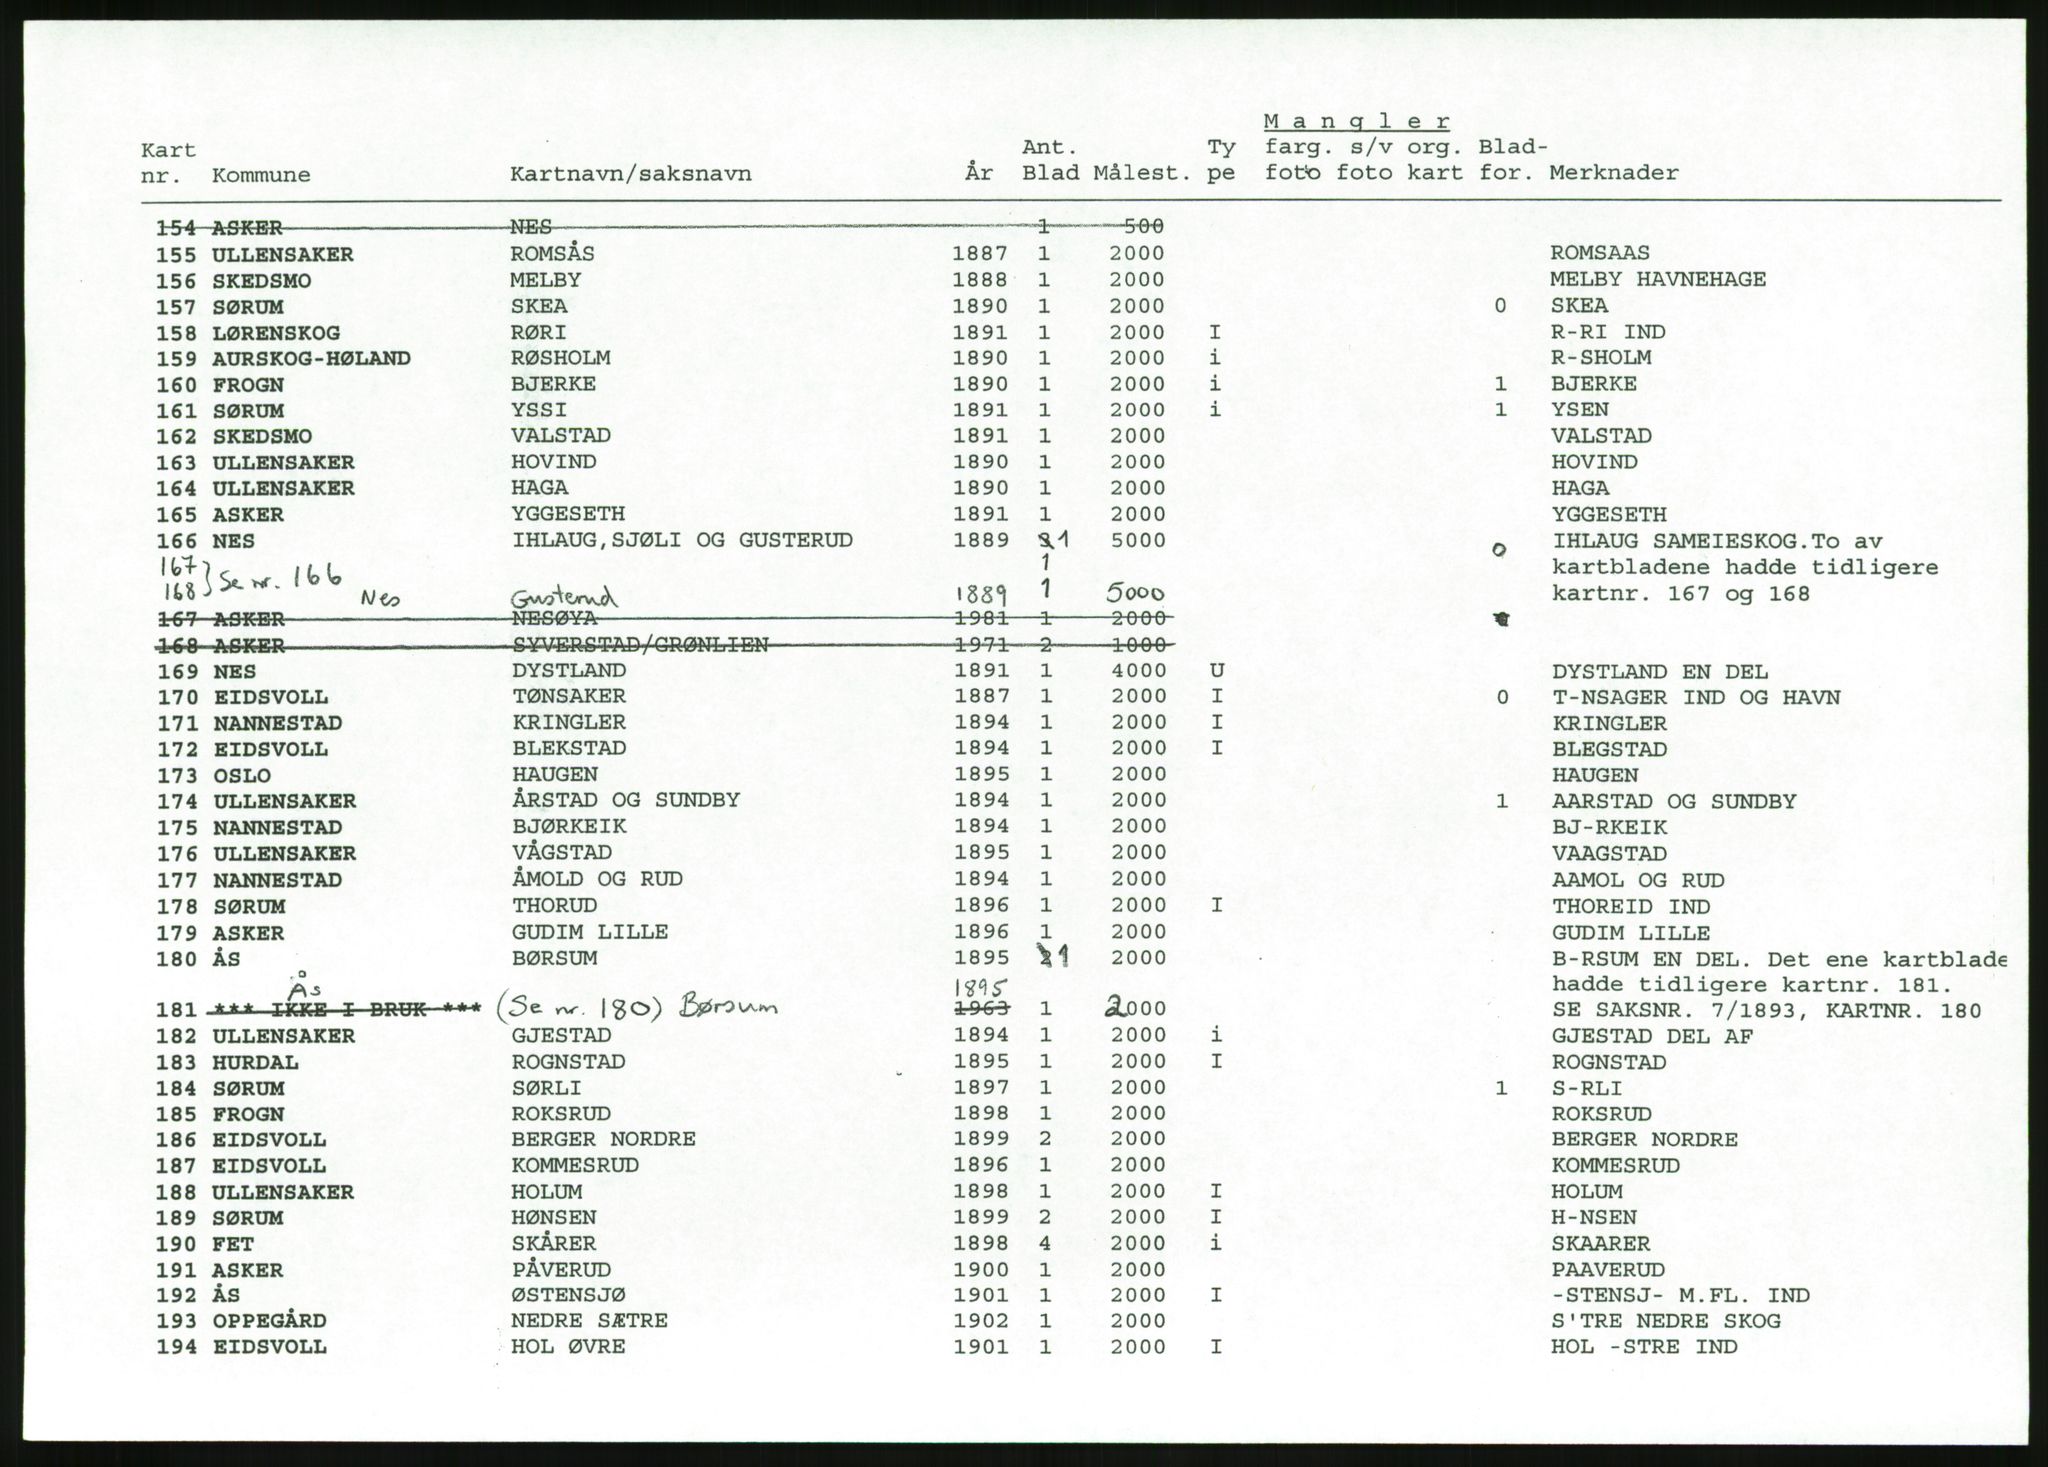 M a n g l e r
Kart Ant. Ty farg. s/v org. Blad-
nr. Kommune Kartnavn/saksnavn År Blad Målest. pe foto foto kart for. Merknader
154 ASKER NES 1 500
155 ULLENSAKER ROMSÅS 1887 1 2000 ROMSAAS
156 SKEDSMO MELBY 1888 1 2000 MELBY HAVNEHAGE
157 SØRUM SKEA 1890 1 2000 0 SKEA
158 LØRENSKOG RØRI 1891 1 2000 I R-RI IND
159 AURSKOG-HØLAND RØSHOLM 1890 1 2000 i R-SHOLM
160 FROGN BJERKE 1890 1 2000 i 1 BJERKE
161 SØRUM YSSI 1891 1 2000 i 1 YSEN
162 SKEDSMO VALSTAD 1891 1 2000 VALSTAD
163 ULLENSAKER HOVIND 1890 1 2000 HOVIND
164 ULLENSAKER HAGA 1890 1 2000 HAGA
165 ASKER YGGESETH 1891 1 2000 YGGESETH
166 NES IHLAUG,SJØLI OG GUSTERUD 1889 1 5000 0 IHLAUG SAMEIESKOG.To av
167 1 kartbladene hadde tidligere
168 } Se nr. 166 Nes Gusterud 1889 1 5000 kartnr. 167 og 168
167 ASKER NESØYA 1981 1 2000
168 ASKER SYVERSTAD/GRØNLIEN 1971 2 1000
169 NES DYSTLAND 1891 1 4000 U DYSTLAND EN DEL
170 EIDSVOLL TØNSAKER 1887 1 2000 I 0 T-NSAGER IND OG HAVN
171 NANNESTAD KRINGLER 1894 1 2000 I KRINGLER
172 EIDSVOLL BLEKSTAD 1894 1 2000 I BLEGSTAD
173 OSLO HAUGEN 1895 1 2000 HAUGEN
174 ULLENSAKER ÅRSTAD OG SUNDBY 1894 1 2000 1 AARSTAD OG SUNDBY
175 NANNESTAD BJØRKEIK 1894 1 2000 BJ-RKEIK
176 ULLENSAKER VÅGSTAD 1895 1 2000 VAAGSTAD
177 NANNESTAD ÅMOLD OG RUD 1894 1 2000 AAMOL OG RUD
178 SØRUM THORUD 1896 1 2000 I THOREID IND
179 ASKER GUDIM LILLE 1896 1 2000 GUDIM LILLE
180 ÅS BØRSUM 1895 1 2000 B-RSUM EN DEL. Det ene kartblade
Ås 1895 hadde tidligere kartnr. 181.
181 *** IKKE I BRUK *** (Se nr. 180) Børsum 1963 1 2000 SE SAKSNR. 7/1893, KARTNR. 180
182 ULLENSAKER GJESTAD 1894 1 2000 i GJESTAD DEL AF
183 HURDAL ROGNSTAD 1895 1 2000 I ROGNSTAD
184 SØRUM SØRLI 1897 1 2000 1 S-RLI
185 FROGN ROKSRUD 1898 1 2000 ROKSRUD
186 EIDSVOLL BERGER NORDRE 1899 2 2000 BERGER NORDRE
187 EIDSVOLL KOMMESRUD 1896 1 2000 KOMMESRUD
188 ULLENSAKER HOLUM 1898 1 2000 I HOLUM
189 SØRUM HØNSEN 1899 2 2000 I H-NSEN
190 FET SKÅRER 1898 4 2000 i SKAARER
191 ASKER PÅVERUD 1900 1 2000 PAAVERUD
192 ÅS ØSTENSJØ 1901 1 2000 I -STENSJ- M.FL. IND
193 OPPEGÅRD NEDRE SÆTRE 1902 1 2000 S'TRE NEDRE SKOG
194 EIDSVOLL HOL ØVRE 1901 1 2000 I HOL -STRE IND